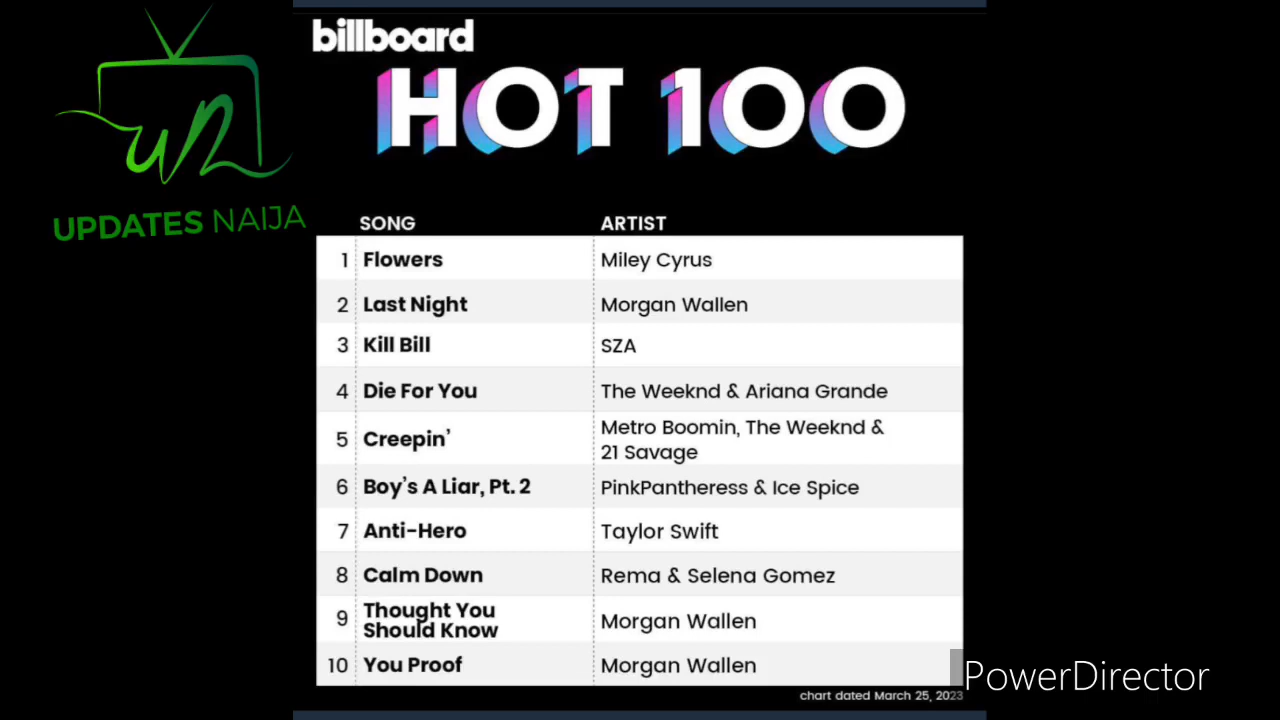 billboard
HOT 100
un
UPDATES NAIJA
SONG ARTIST
1 Flowers Miley Cyrus
2 Last Night Morgan Wallen
3 Kill Bill SZA
4 Die For You The Weeknd & Ariana Grande
5 Creepin' Metro Boomin, The Weeknd &
21 Savage
6 Boy's A Liar, Pt. 2 PinkPantheress & Ice Spice
7 Anti-Hero Taylor Swift
8 Calm Down Rema & Selena Gomez
9 Thought You
Should Know Morgan Wallen
10 You Proof Morgan Wallen
PowerDirector
chart dated March 25, 2023